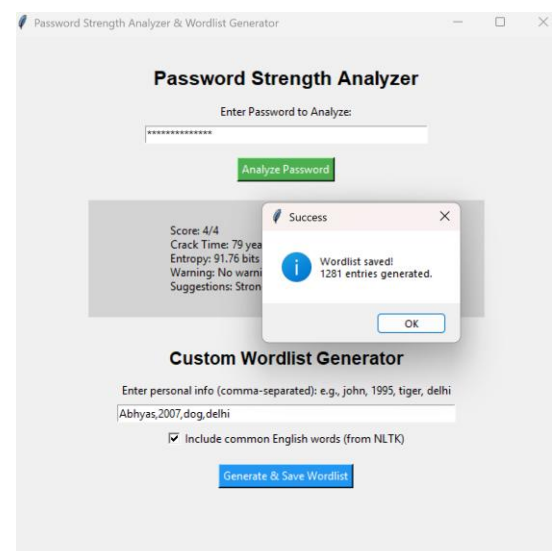 Password Strength Analyzer & Wordlist Generator
Password Strength Analyzer
Enter Password to Analyze:
**************
Analyze Password
Score: 4/4
Crack Time: 79 yea
Entropy: 91.76 bits
Warning: No warni
Suggestions: Stron
Success
Wordlist saved!
1281 entries generated.
OK
Custom Wordlist Generator
Enter personal info (comma-separated): e.g., john, 1995, tiger, delhi
Abhyas,2007,dog,delhi
Include common English words (from NLTK)
Generate & Save Wordlist